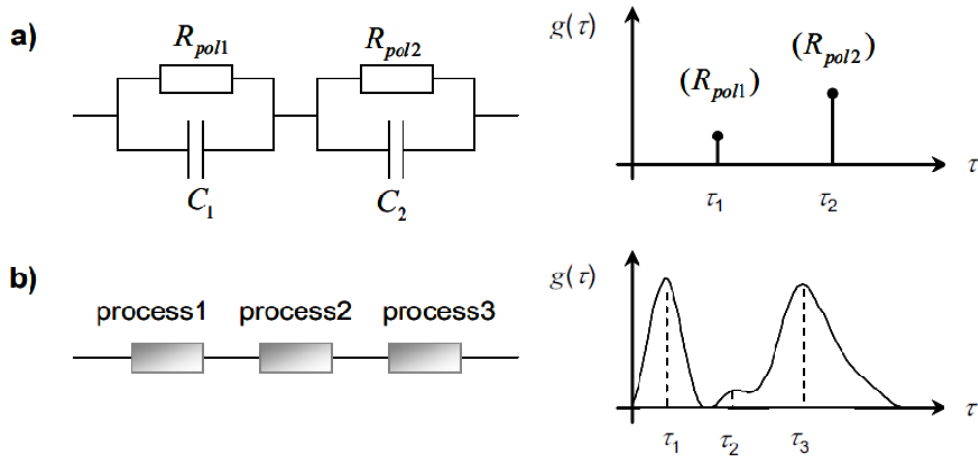 a)
R_pol1
R_pol2
C_1
C_2
g(τ)
(R_pol1)
(R_pol2)
τ_1
τ_2
τ
b)
process1 process2 process3
g(τ)
τ_1
τ_2
τ_3
τ